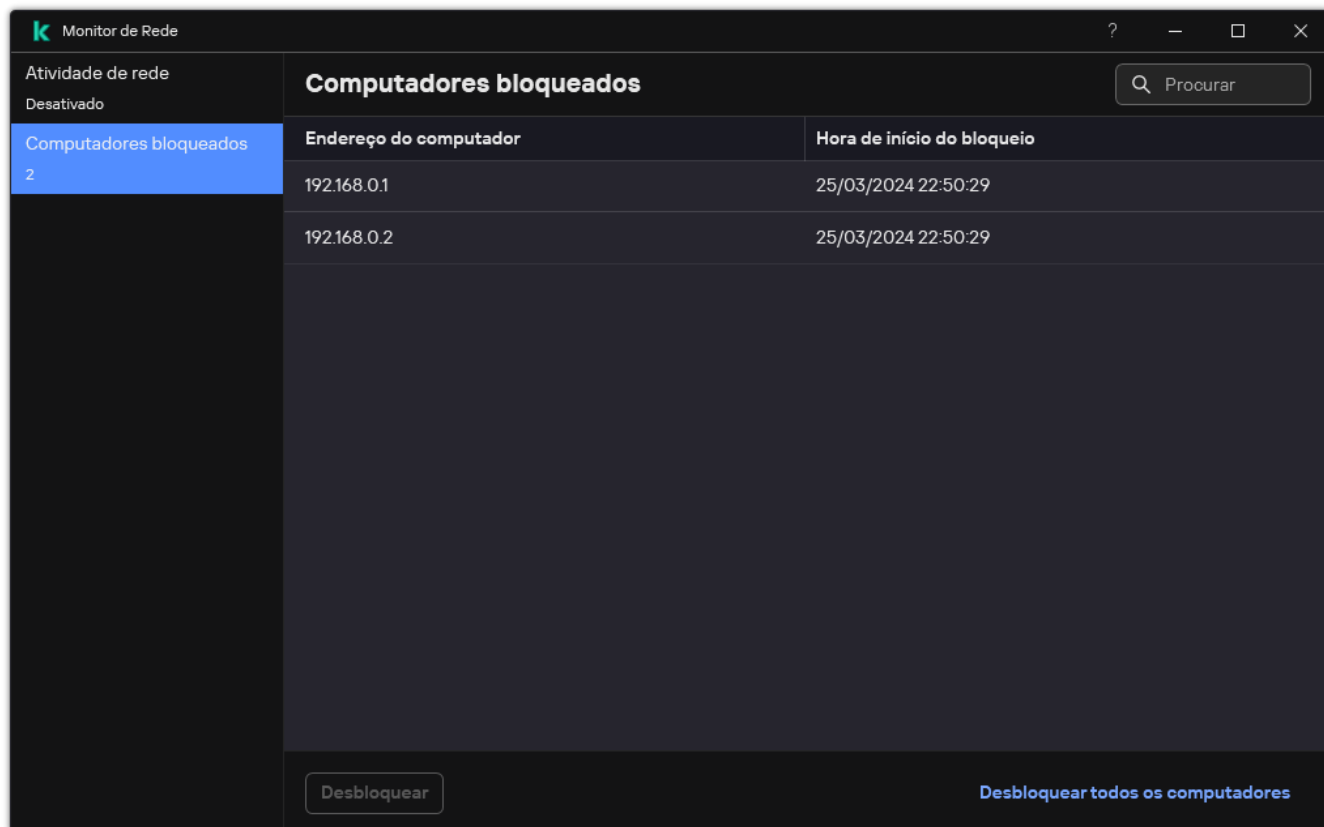 Monitor de Rede
?
Atividade de rede
Desativado
Computadores bloqueados
2
Computadores bloqueados
Procurar
Endereço do computador Hora de início do bloqueio
192.168.0.1 25/03/2024 22:50:29
192.168.0.2 25/03/2024 22:50:29
Desbloquear
Desbloquear todos os computadores